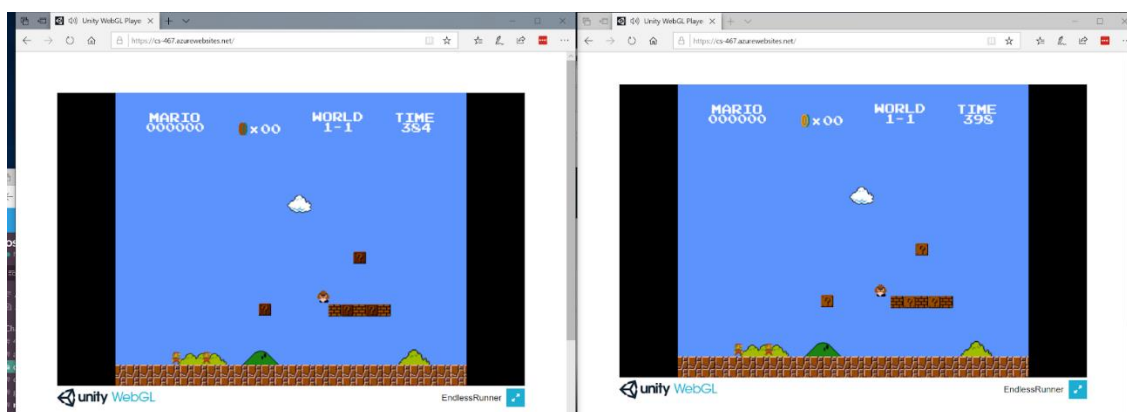 Unity WebGL Playe
https://cs-467.azurewebsites.net/
MARIO WORLD TIME
000000 x00 1-1 384
unity WebGL
EndlessRunner
Unity WebGL Playe
https://cs-467.azurewebsites.net/
MARIO WORLD TIME
000000 x00 1-1 398
unity WebGL
EndlessRunner